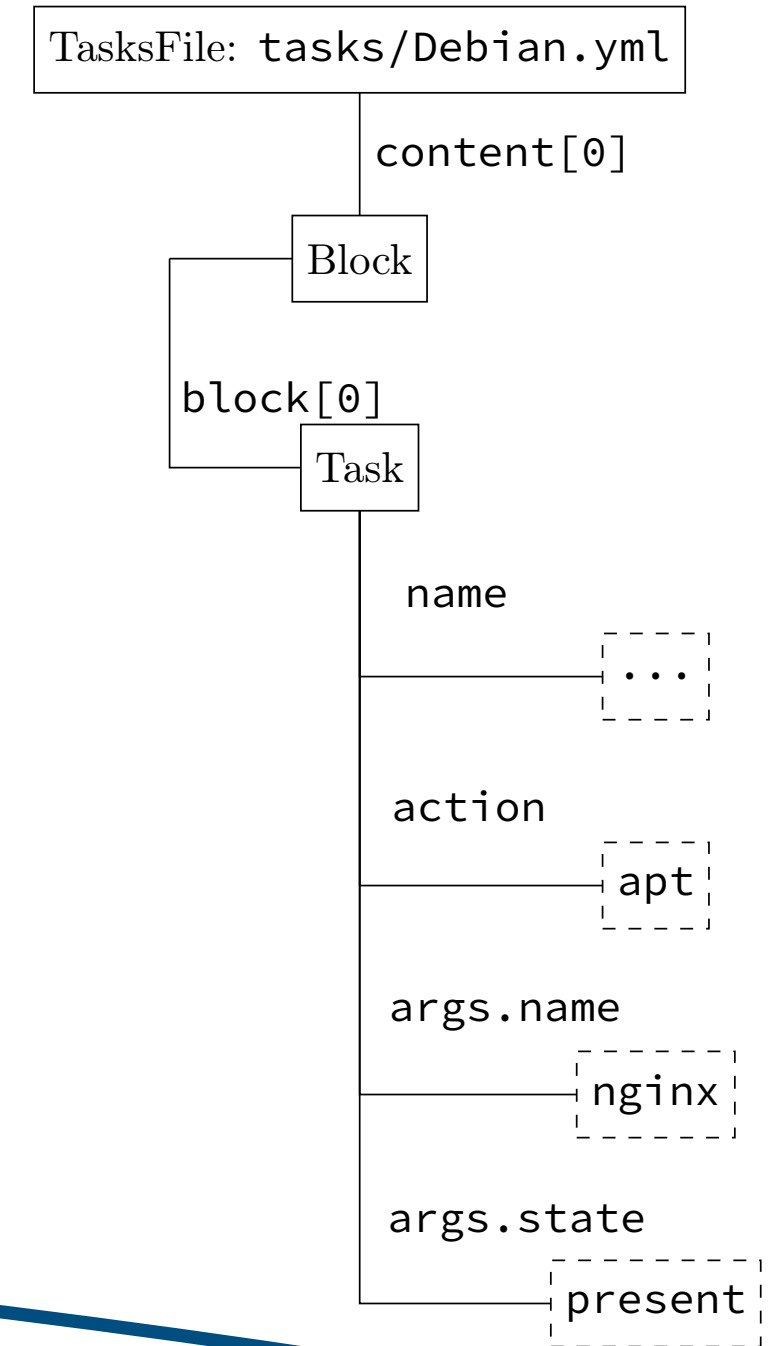 TasksFile: tasks/Debian.yml
content[0]
Block
block[0]
Task
name
...
action
apt
args.name
nginx
args.state
present